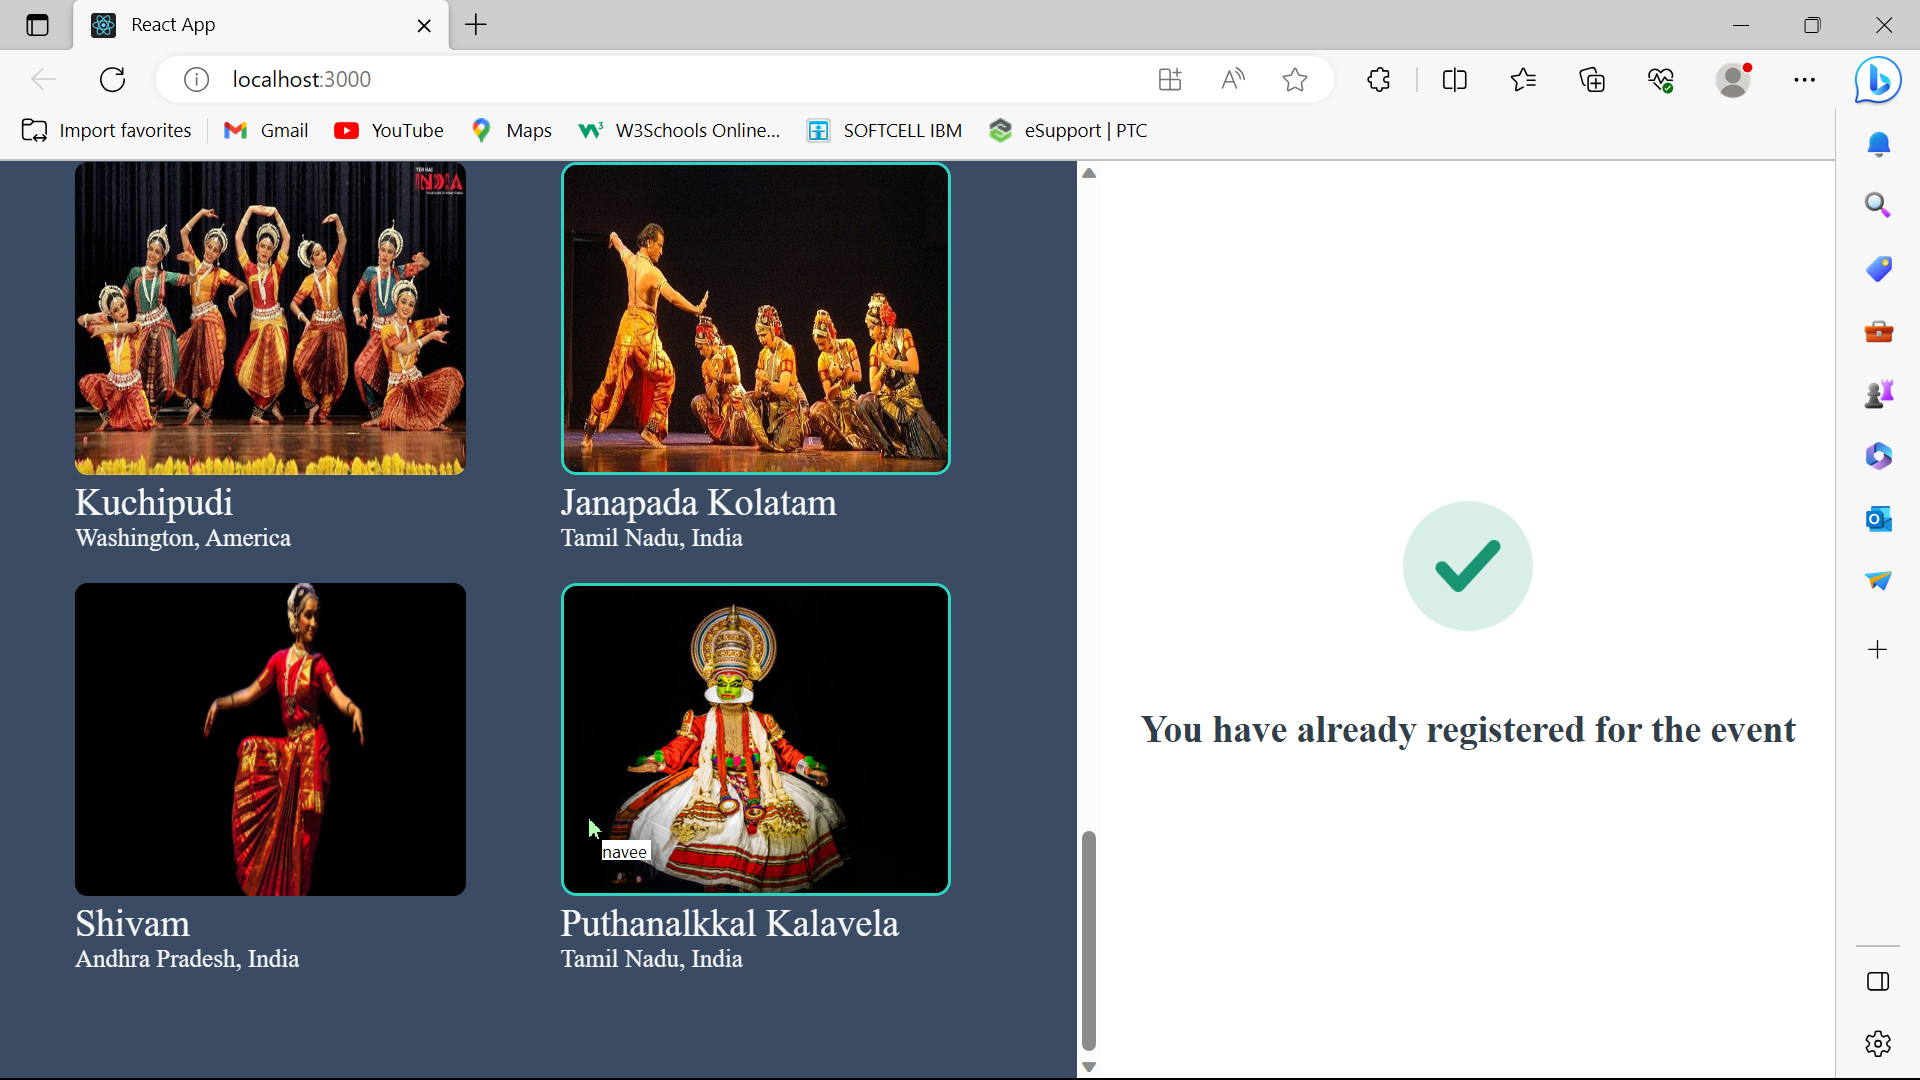 React App
localhost:3000
Import favorites
Gmail
YouTube
Maps
W3Schools Online...
SOFTCELL IBM
eSupport | PTC
YEH HAI
INDIA
Kuchipudi
Washington, America
Janapada Kolatam
Tamil Nadu, India
Shivam
Andhra Pradesh, India
navee
Puthanalkkal Kalavela
Tamil Nadu, India
You have already registered for the event